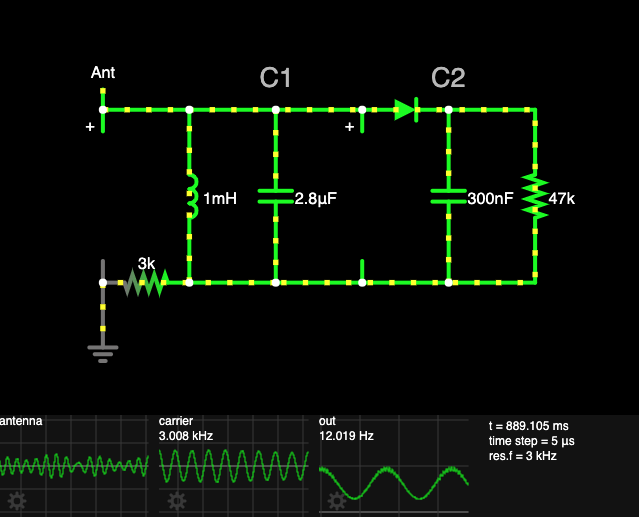 Ant
C1
C2
+
+
1mH
2.8μF
300nF
47k
3k
antenna
carrier
3.008 kHz
out
12.019 Hz
t = 889.105 ms
time step = 5 μs
res.f = 3 kHz